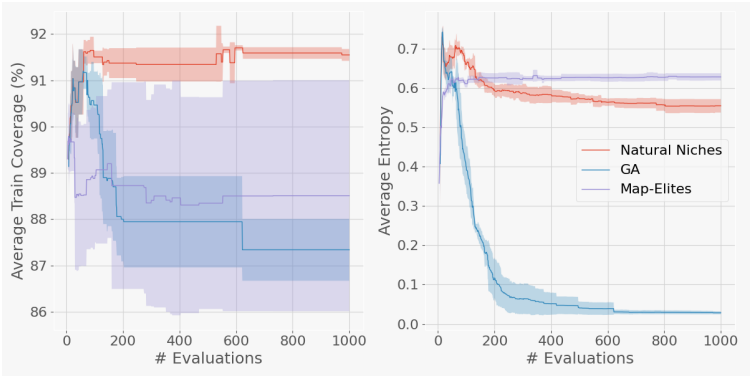 92
91
90
89
88
87
86
Average Train Coverage (%)
0 200 400 600 800 1000
# Evaluations
0.7
0.6
0.5
0.4
0.3
0.2
0.1
0.0
Average Entropy
Natural Niches
GA
Map-Elites
0 200 400 600 800 1000
# Evaluations